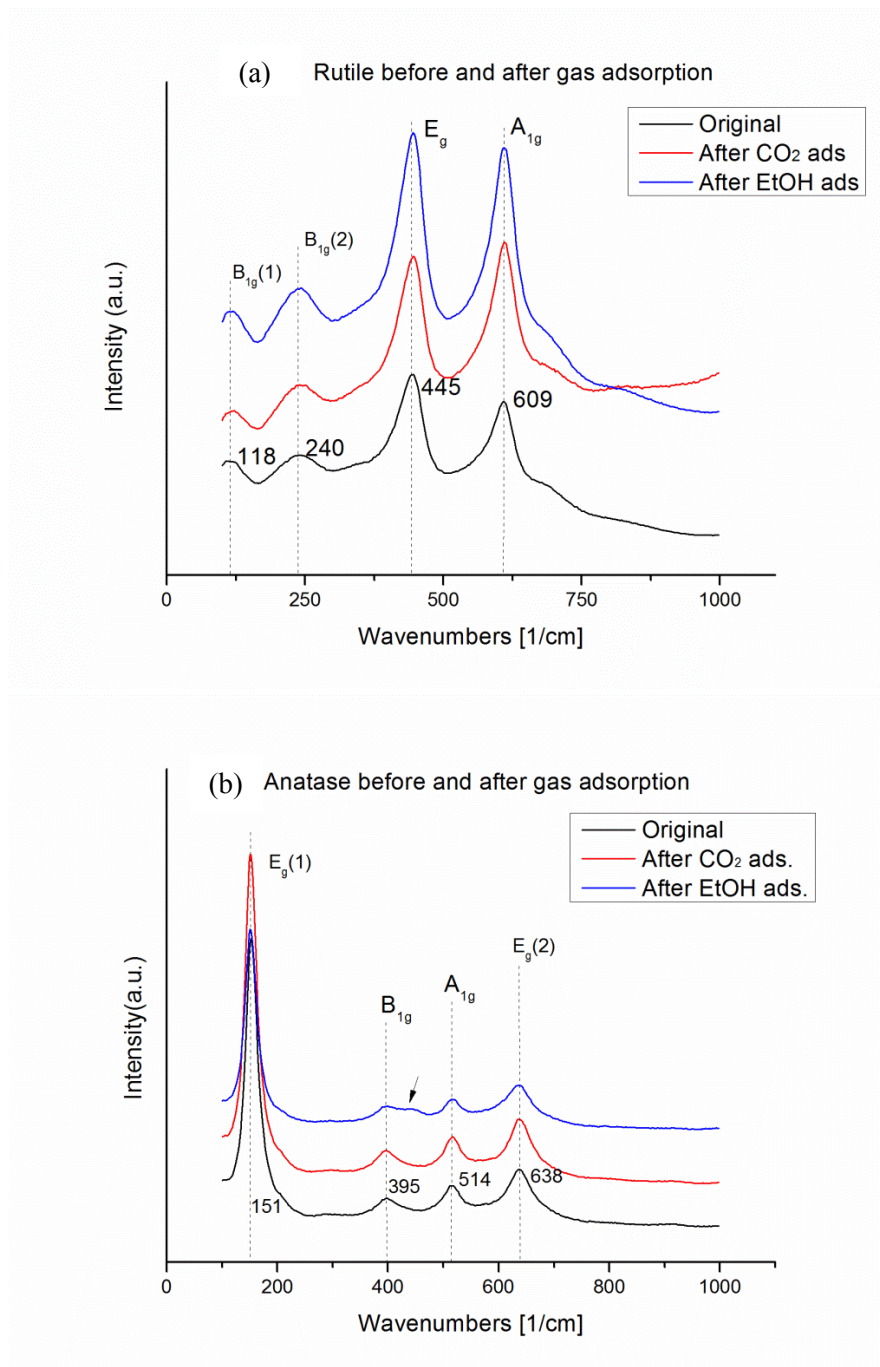 (a) Rutile before and after gas adsorption
Original
After CO2 ads
After EtOH ads
Eg
A1g
B1g(1)
B1g(2)
445
609
118
240
Intensity (a.u.)
0 250 500 750 1000
Wavenumbers [1/cm]
(b) Anatase before and after gas adsorption
Original
After CO2 ads.
After EtOH ads.
Eg(1)
B1g
A1g
Eg(2)
151
395
514
638
Intensity(a.u.)
0 200 400 600 800 1000
Wavenumbers [1/cm]